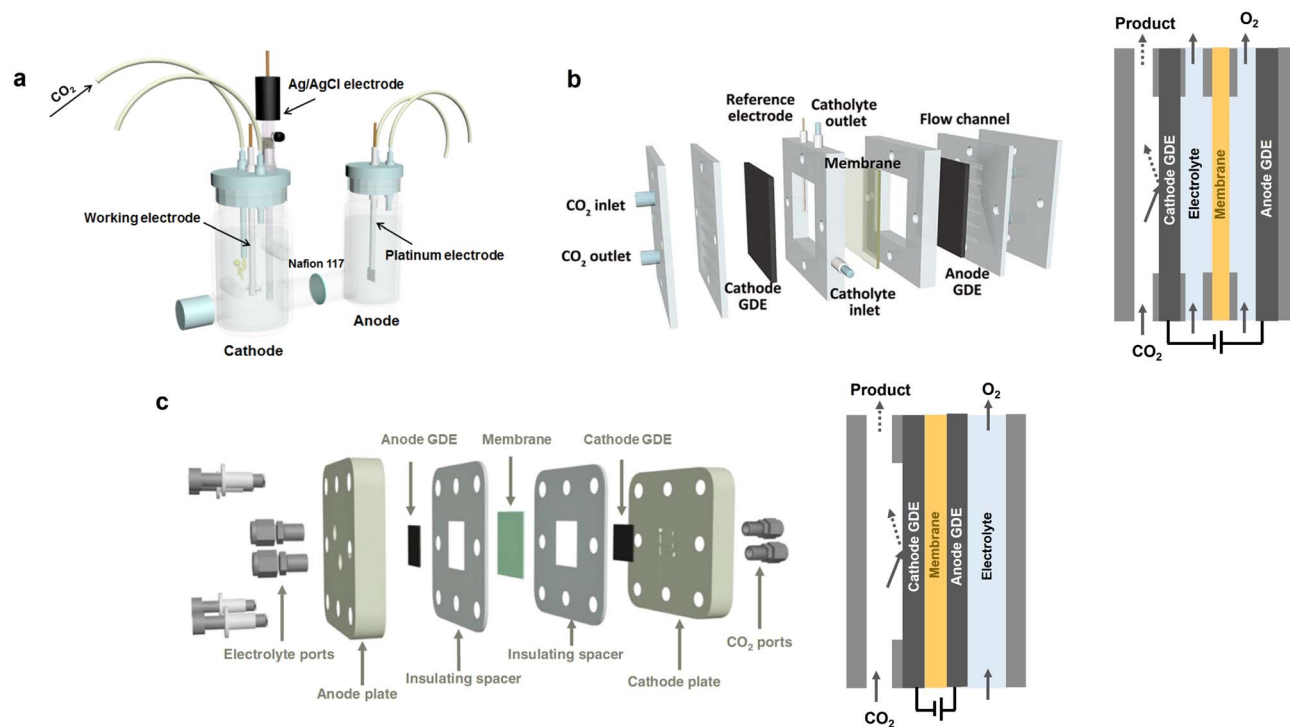 a
CO₂
Ag/AgCl electrode
Working electrode
Platinum electrode
Nafion 117
Anode
Cathode
b
Reference
electrode
Catholyte
outlet
Flow channel
Membrane
CO₂ inlet
CO₂ outlet
Cathode
GDE
Catholyte
inlet
Anode
GDE
Product
O₂
Cathode GDE
Electrolyte
Membrane
Anode GDE
CO₂
c
Anode GDE
Membrane
Cathode GDE
Electrolyte ports
Anode plate
Insulating spacer
Insulating spacer
Cathode plate
CO₂ ports
Product
O₂
Cathode GDE
Membrane
Anode GDE
Electrolyte
CO₂